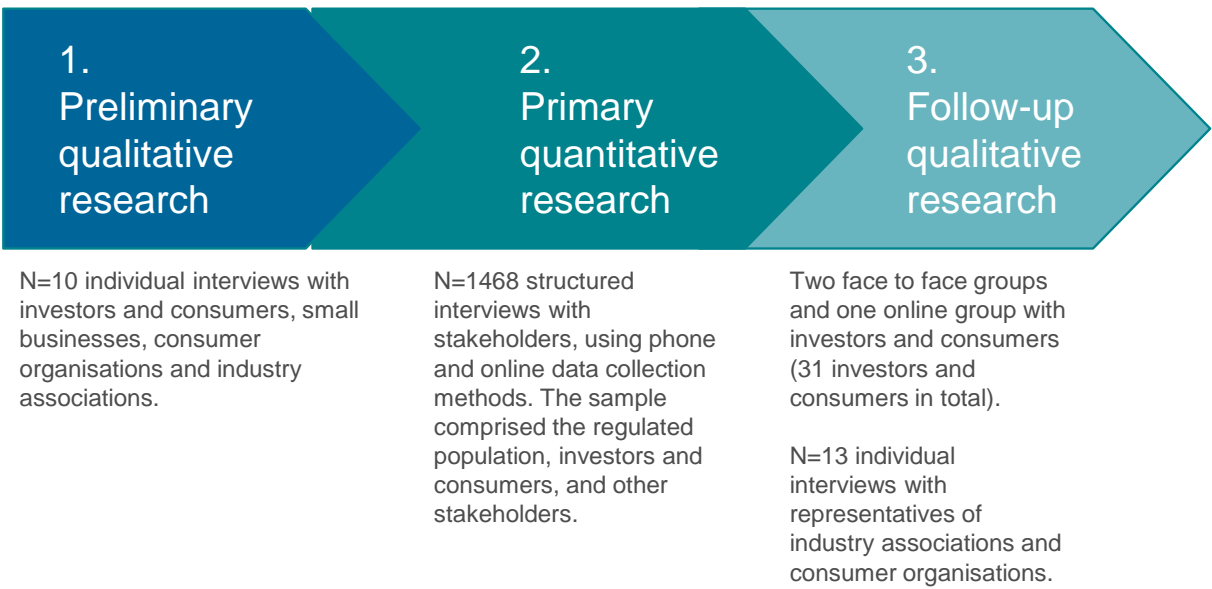 1.
Preliminary
qualitative
research
2.
Primary
quantitative
research
3.
Follow-up
qualitative
research
N=10 individual interviews with
investors and consumers, small
businesses, consumer
organisations and industry
associations.
N=1468 structured
interviews with
stakeholders, using phone
and online data collection
methods. The sample
comprised the regulated
population, investors and
consumers, and other
stakeholders.
Two face to face groups
and one online group with
investors and consumers
(31 investors and
consumers in total).
N=13 individual
interviews with
representatives of
industry associations and
consumer organisations.